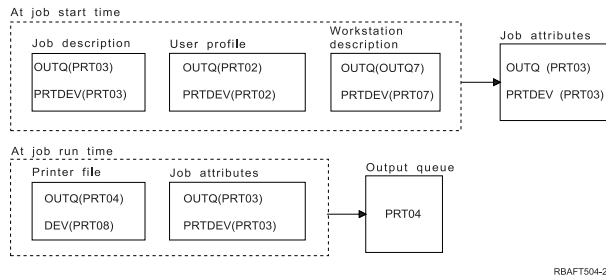 At job start time
Job description
OUTQ(PRT03)
PRTDEV(PRT03)
User profile
OUTQ(PRT02)
PRTDEV(PRT02)
Workstation
description
OUTQ(OUTQ7)
PRTDEV(PRT07)
Job attributes
OUTQ (PRT03)
PRTDEV (PRT03)
At job run time
Printer file
OUTQ(PRT04)
DEV(PRT08)
Job attributes
OUTQ(PRT03)
PRTDEV(PRT03)
Output queue
PRT04
RBAFT504-2